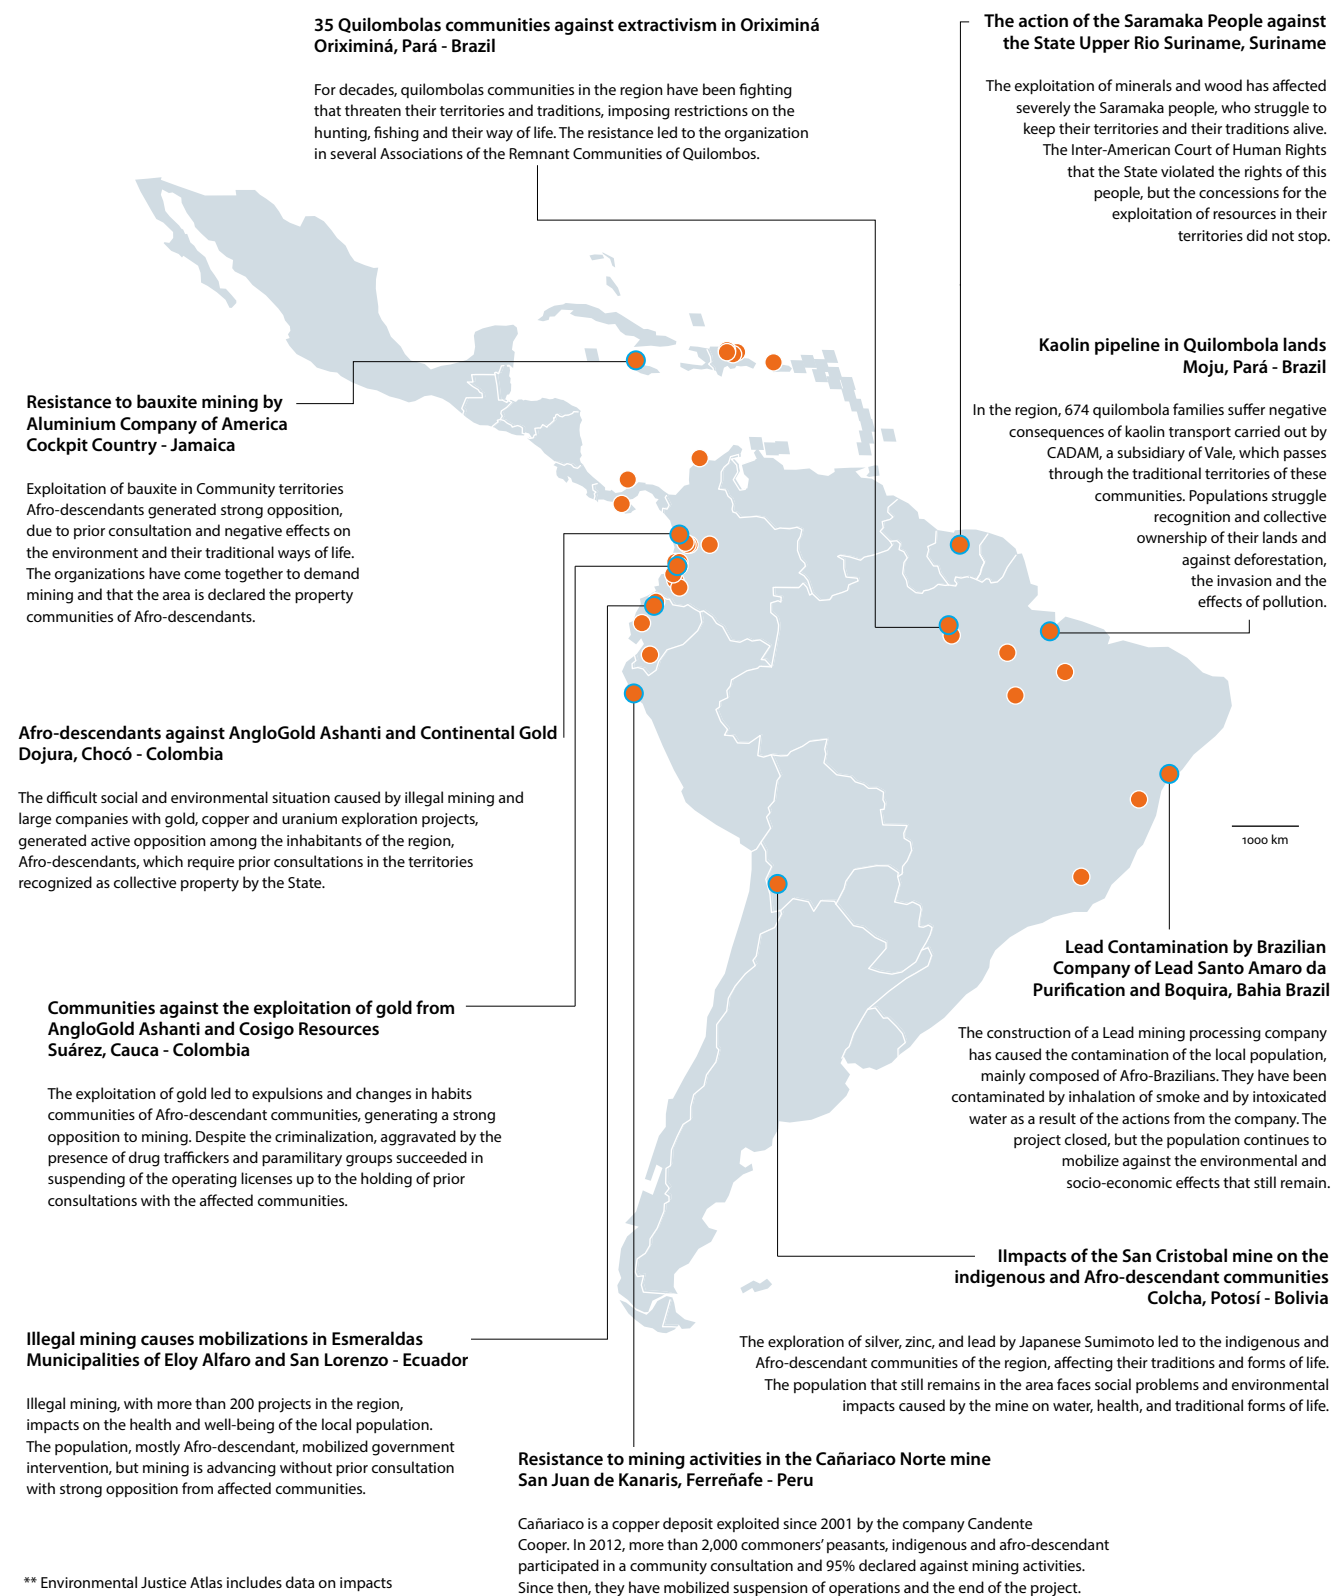 35 Quilombolas communities against extractivism in Oriximiná
Oriximiná, Pará - Brazil
For decades, quilombolas communities in the region have been fighting
that threaten their territories and traditions, imposing restrictions on the
hunting, fishing and their way of life. The resistance led to the organization
in several Associations of the Remnant Communities of Quilombos.
The action of the Saramaka People against
the State Upper Rio Suriname, Suriname
The exploitation of minerals and wood has affected
severely the Saramaka people, who struggle to
keep their territories and their traditions alive.
The Inter-American Court of Human Rights
that the State violated the rights of this
people, but the concessions for the
exploitation of resources in their
territories did not stop.
Kaolin pipeline in Quilombola lands
Moju, Pará - Brazil
In the region, 674 quilombola families suffer negative
consequences of kaolin transport carried out by
CADAM, a subsidiary of Vale, which passes
through the traditional territories of these
communities. Populations struggle
recognition and collective
ownership of their lands and
against deforestation,
the invasion and the
effects of pollution.
Resistance to bauxite mining by
Aluminium Company of America
Cockpit Country - Jamaica
Exploitation of bauxite in Community territories
Afro-descendants generated strong opposition,
due to prior consultation and negative effects on
the environment and their traditional ways of life.
The organizations have come together to demand
mining and that the area is declared the property
communities of Afro-descendants.
Afro-descendants against AngloGold Ashanti and Continental Gold
Dojura, Chocó - Colombia
The difficult social and environmental situation caused by illegal mining and
large companies with gold, copper and uranium exploration projects,
generated active opposition among the inhabitants of the region,
Afro-descendants, which require prior consultations in the territories
recognized as collective property by the State.
1000 km
Lead Contamination by Brazilian
Company of Lead Santo Amaro da
Purification and Boquira, Bahia Brazil
The construction of a Lead mining processing company
has caused the contamination of the local population,
mainly composed of Afro-Brazilians. They have been
contaminated by inhalation of smoke and by intoxicated
water as a result of the actions from the company. The
project closed, but the population continues to
mobilize against the environmental and
socio-economic effects that still remain.
Communities against the exploitation of gold from
AngloGold Ashanti and Cosigo Resources
Suárez, Cauca - Colombia
The exploitation of gold led to expulsions and changes in habits
communities of Afro-descendant communities, generating a strong
opposition to mining. Despite the criminalization, aggravated by the
presence of drug traffickers and paramilitary groups succeeded in
suspending of the operating licenses up to the holding of prior
consultations with the affected communities.
IImpacts of the San Cristobal mine on the
indigenous and Afro-descendant communities
Colcha, Potosí - Bolivia
The exploration of silver, zinc, and lead by Japanese Sumimoto led to the indigenous and
Afro-descendant communities of the region, affecting their traditions and forms of life.
The population that still remains in the area faces social problems and environmental
impacts caused by the mine on water, health, and traditional forms of life.
Illegal mining causes mobilizations in Esmeraldas
Municipalities of Eloy Alfaro and San Lorenzo - Ecuador
Illegal mining, with more than 200 projects in the region,
impacts on the health and well-being of the local population.
The population, mostly Afro-descendant, mobilized government
intervention, but mining is advancing without prior consultation
with strong opposition from affected communities.
Resistance to mining activities in the Cañariaco Norte mine
San Juan de Kanaris, Ferreñafe - Peru
Cañariaco is a copper deposit exploited since 2001 by the company Candente
Cooper. In 2012, more than 2,000 commoners' peasants, indigenous and afro-descendant
participated in a community consultation and 95% declared against mining activities.
Since then, they have mobilized suspension of operations and the end of the project.
** Environmental Justice Atlas includes data on impacts